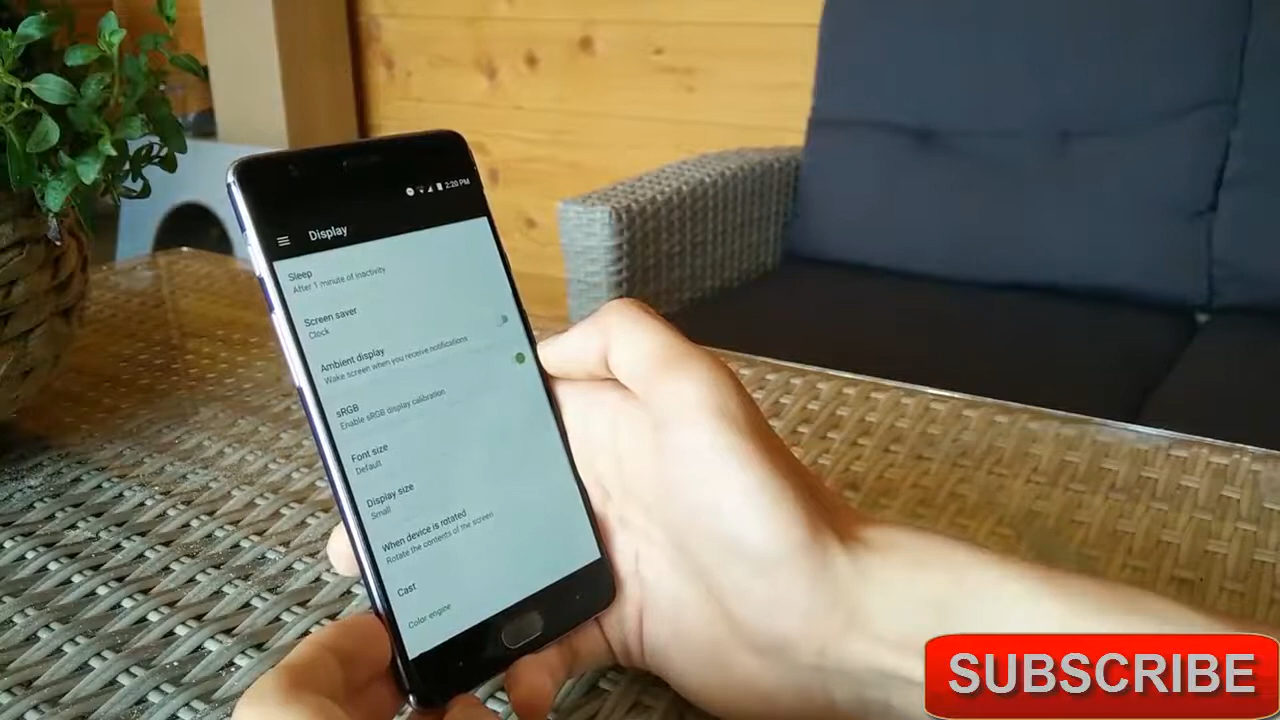 2:20 PM
Display
Sleep
After 1 minute of inactivity
Screen saver
Clock
Ambient display
Wake screen when you receive notifications
sRGB
Enable sRGB display calibration
Font size
Default
Display size
Small
When device is rotated
Rotate the contents of the screen
Cast
Color engine
SUBSCRIBE